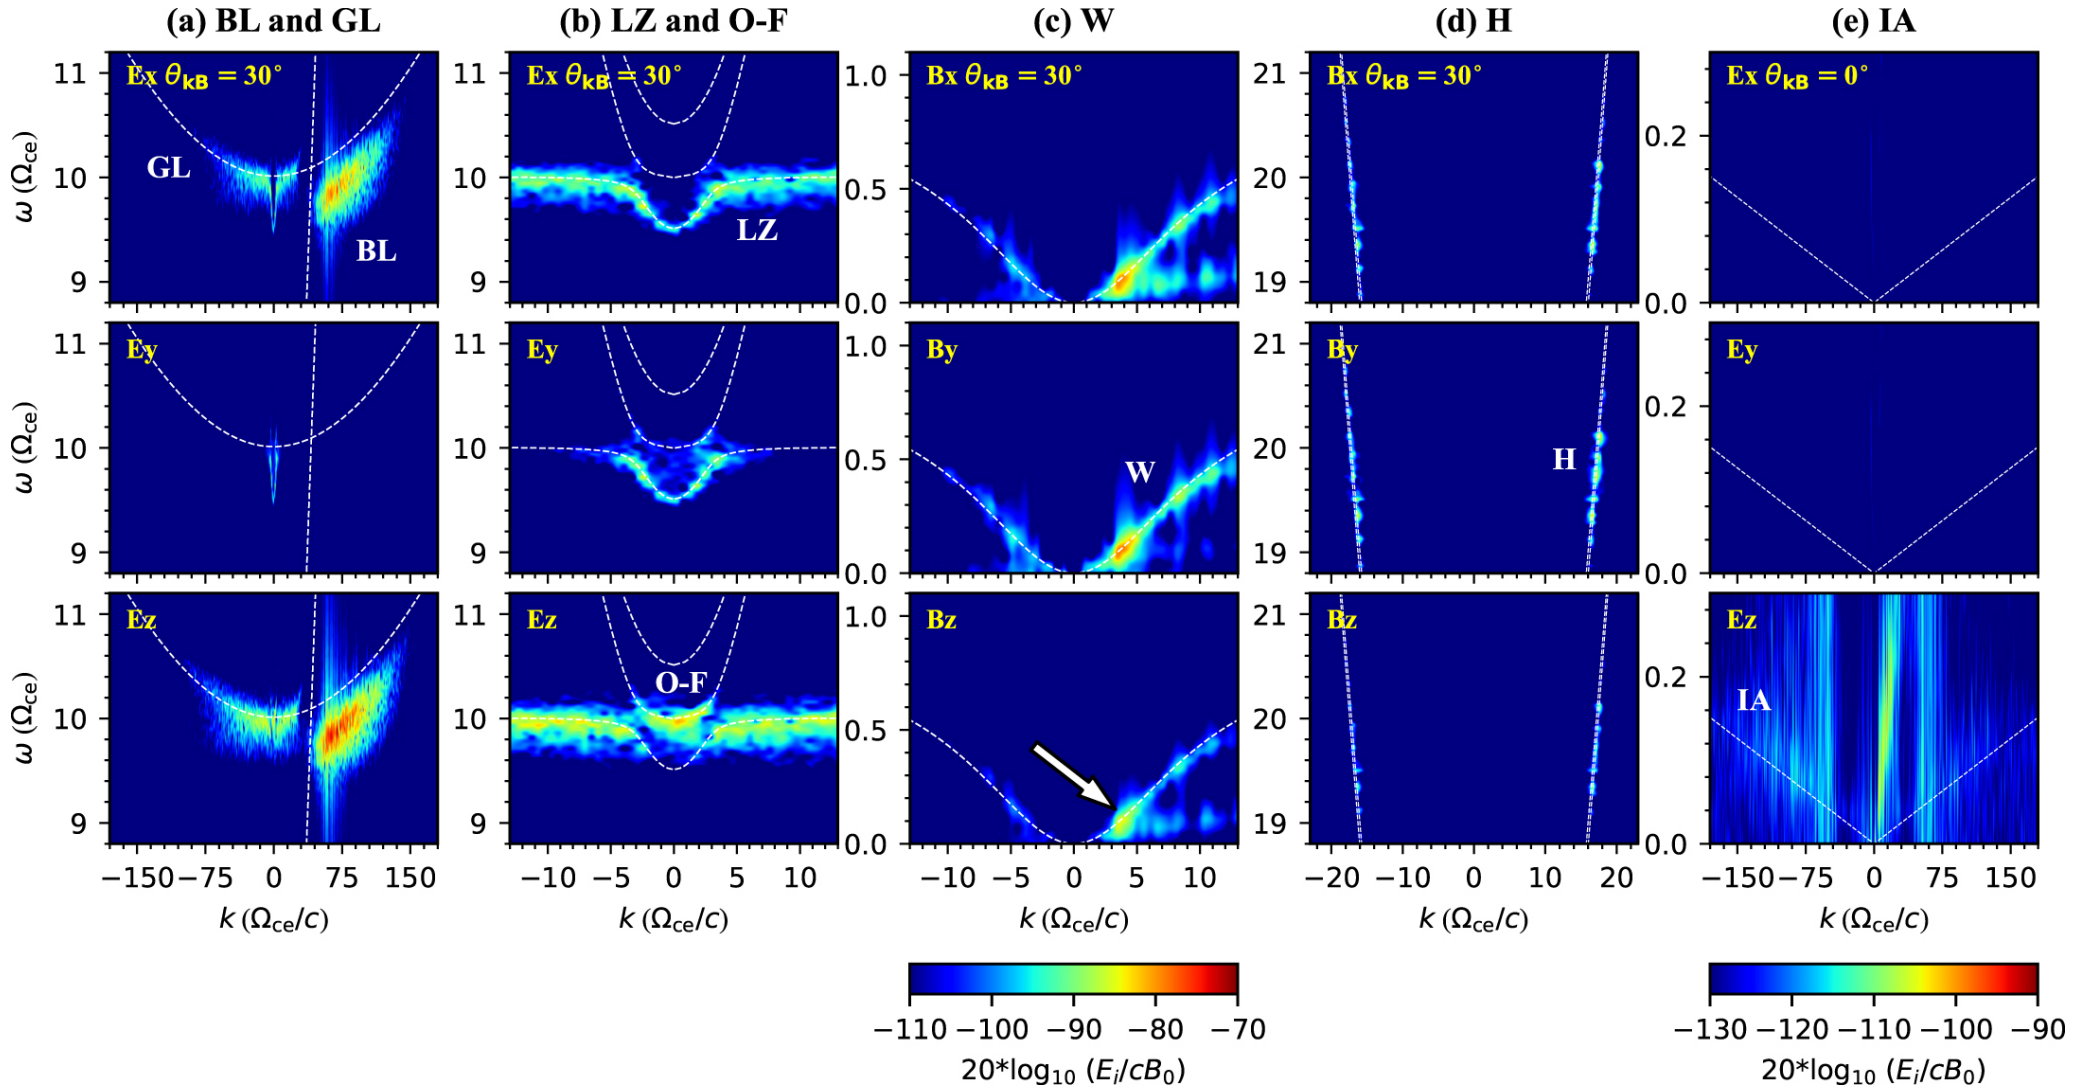 (a) BL and GL
(b) LZ and O-F
(c) W
(d) H
(e) IA
Ex θkB = 30°
GL
BL
11
10
9
ω (Ωce)
Ex θkB = 30°
LZ
11
10
9
Bx θkB = 30°
1.0
0.5
0.0
Bx θkB = 30°
21
20
19
Ex θkB = 0°
0.2
0.0
Ey
11
10
9
ω (Ωce)
Ey
11
10
9
By
W
1.0
0.5
0.0
By
H
21
20
19
Ey
0.2
0.0
Ez
11
10
9
ω (Ωce)
Ez
O-F
11
10
9
Bz
1.0
0.5
0.0
Bz
21
20
19
Ez
IA
0.2
0.0
−150 −75 0 75 150
k (Ωce/c)
−10 −5 0 5 10
k (Ωce/c)
−10 −5 0 5 10
k (Ωce/c)
−20 −10 0 10 20
k (Ωce/c)
−150 −75 0 75 150
k (Ωce/c)
−110 −100 −90 −80 −70
20*log10 (Ei/cB0)
−130 −120 −110 −100 −90
20*log10 (Ei/cB0)